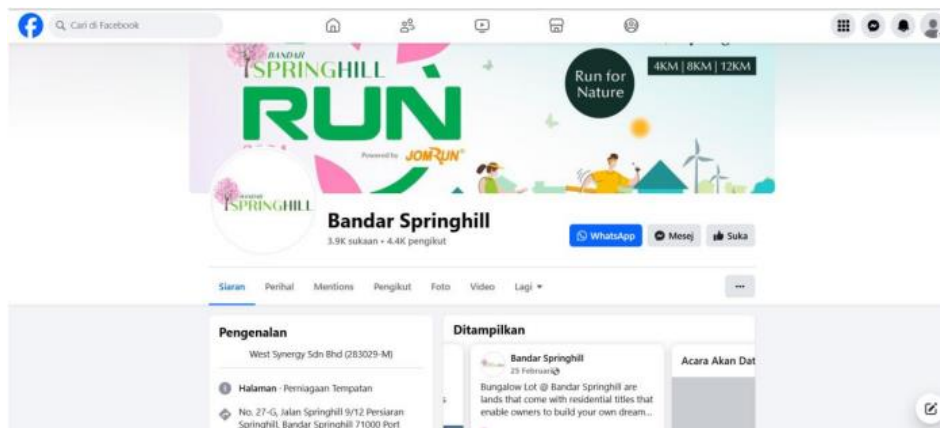 Cari di Facebook
BANDAR
SPRINGHILL
RUN
Powered by JOMRUN
Run for
Nature
4KM | 8KM | 12KM
BANDAR
SPRINGHILL
Bandar Springhill
3.9K sukaan • 4.4K pengikut
WhatsApp
Mesej
Suka
Siaran Perihal Mentions Pengikut Foto Video Lagi
Pengenalan
West Synergy Sdn Bhd (283029-M)
Halaman · Perniagaan Tempatan
No. 27-G, Jalan Springhill 9/12 Persiaran
Springhill, Bandar Springhill 71000 Port
Ditampilkan
Bandar Springhill
25 Februari
Bungalow Lot @ Bandar Springhill are
lands that come with residential titles that
enable owners to build your own dream...
Acara Akan Dat